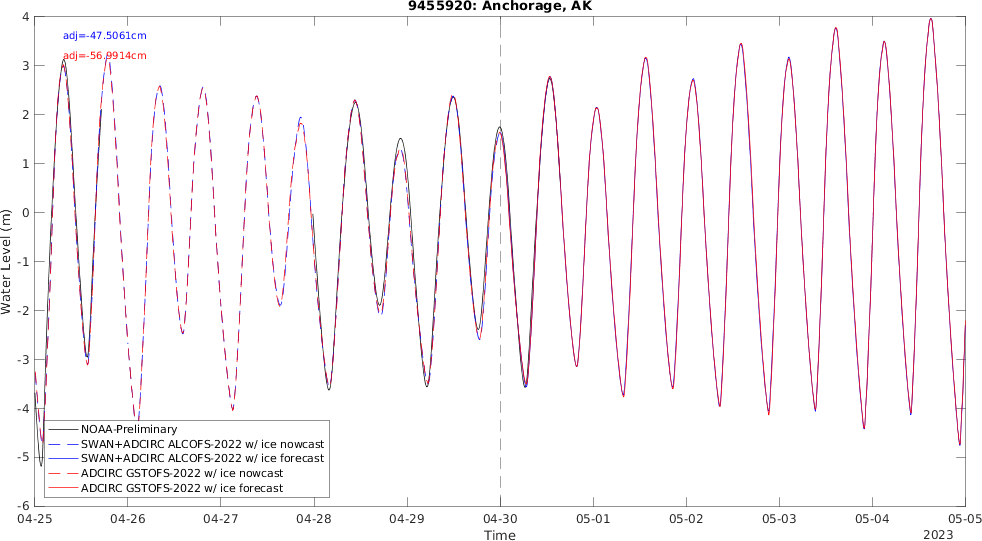 9455920: Anchorage, AK
adj=-47.5061cm
adj=-56.9914cm
4
3
2
1
0
-1
-2
-3
-4
-5
-6
Water Level (m)
NOAA-Preliminary
SWAN+ADCIRC ALCOFS-2022 w/ ice nowcast
SWAN+ADCIRC ALCOFS-2022 w/ ice forecast
ADCIRC GSTOFS-2022 w/ ice nowcast
ADCIRC GSTOFS-2022 w/ ice forecast
04-25 04-26 04-27 04-28 04-29 04-30 05-01 05-02 05-03 05-04 05-05
Time
2023